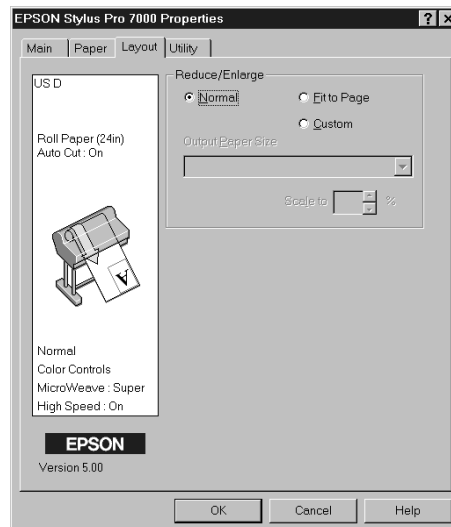 EPSON Stylus Pro 7000 Properties
Main Paper Layout Utility
US D
Roll Paper (24in)
Auto Cut : On
A
Normal
Color Controls
MicroWeave : Super
High Speed : On
EPSON
Version 5.00
Reduce/Enlarge
Normal
Fit to Page
Custom
Output Paper Size
Scale to %
OK Cancel Help